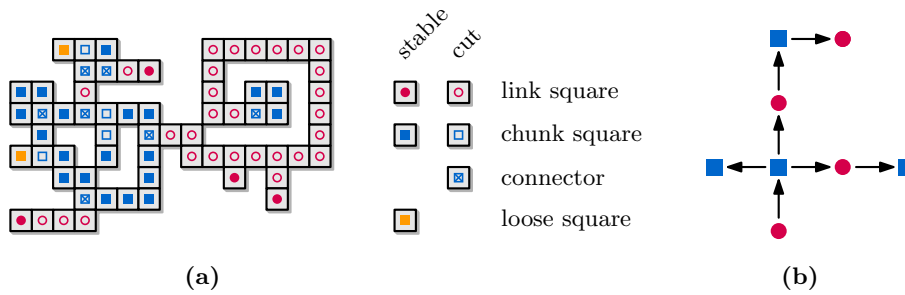 stable cut
link square
chunk square
connector
loose square
(a) (b)